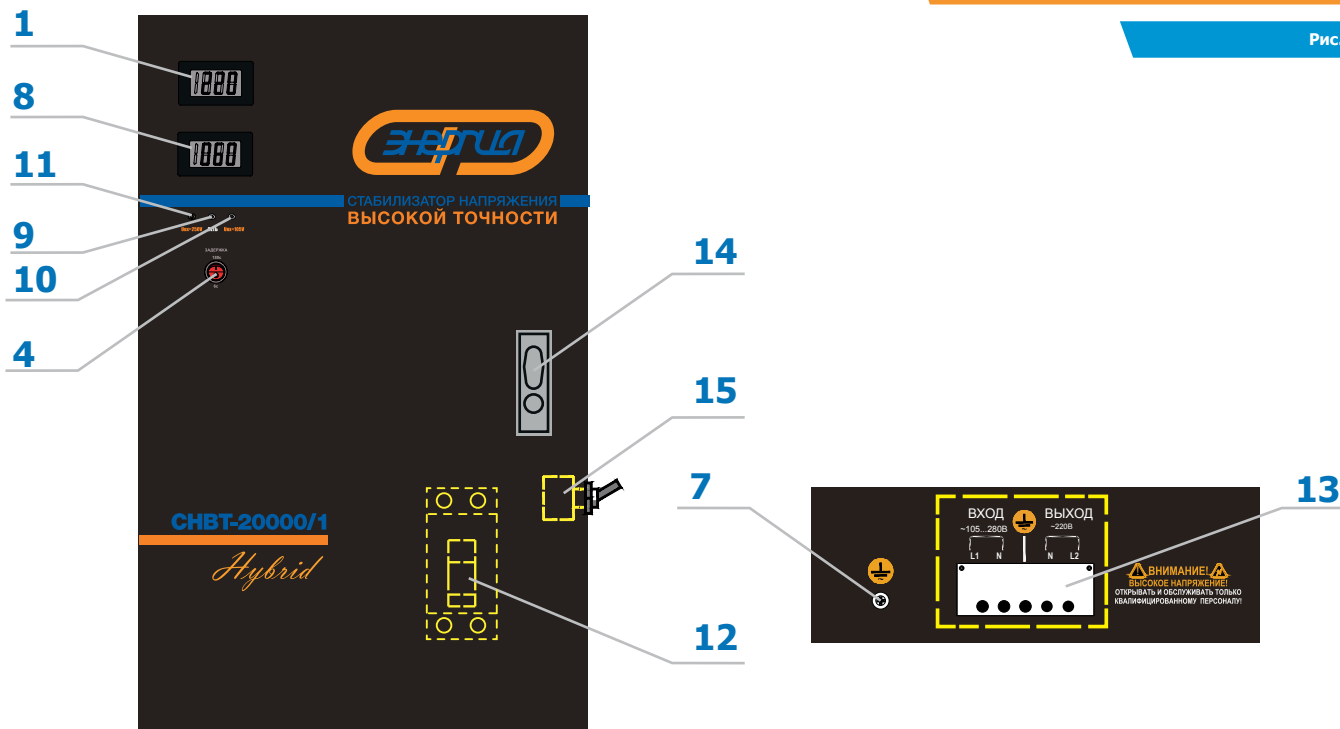 Рис.
1
8
11
9
10
4
ЭНЕРГИЯ
СТАБИЛИЗАТОР НАПРЯЖЕНИЯ
ВЫСОКОЙ ТОЧНОСТИ
ЗАДЕРЖКА
14
15
12
СНВТ-20000/1
Hybrid
7
13
ВХОД
ВЫХОД
~105...280В
~220В
L1 N
N L2
ВНИМАНИЕ!
ВЫСОКОЕ НАПРЯЖЕНИЕ!
ОТКРЫВАТЬ И ОБСЛУЖИВАТЬ ТОЛЬКО
КВАЛИФИЦИРОВАННОМУ ПЕРСОНАЛУ!